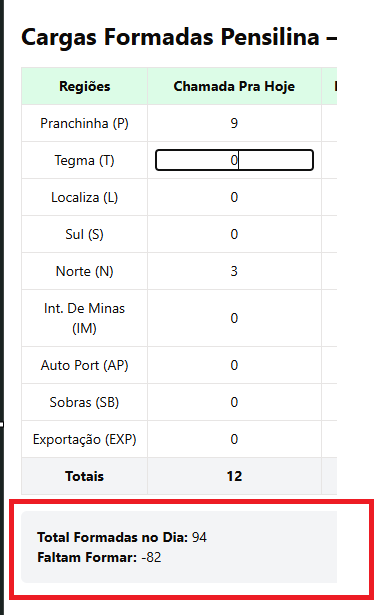 Cargas Formadas Pensilina –
Regiões Chamada Pra Hoje
Pranchinha (P) 9
Tegma (T) 0
Localiza (L) 0
Sul (S) 0
Norte (N) 3
Int. De Minas
(IM) 0
Auto Port (AP) 0
Sobras (SB) 0
Exportação (EXP) 0
Totais 12
Total Formadas no Dia: 94
Faltam Formar: -82